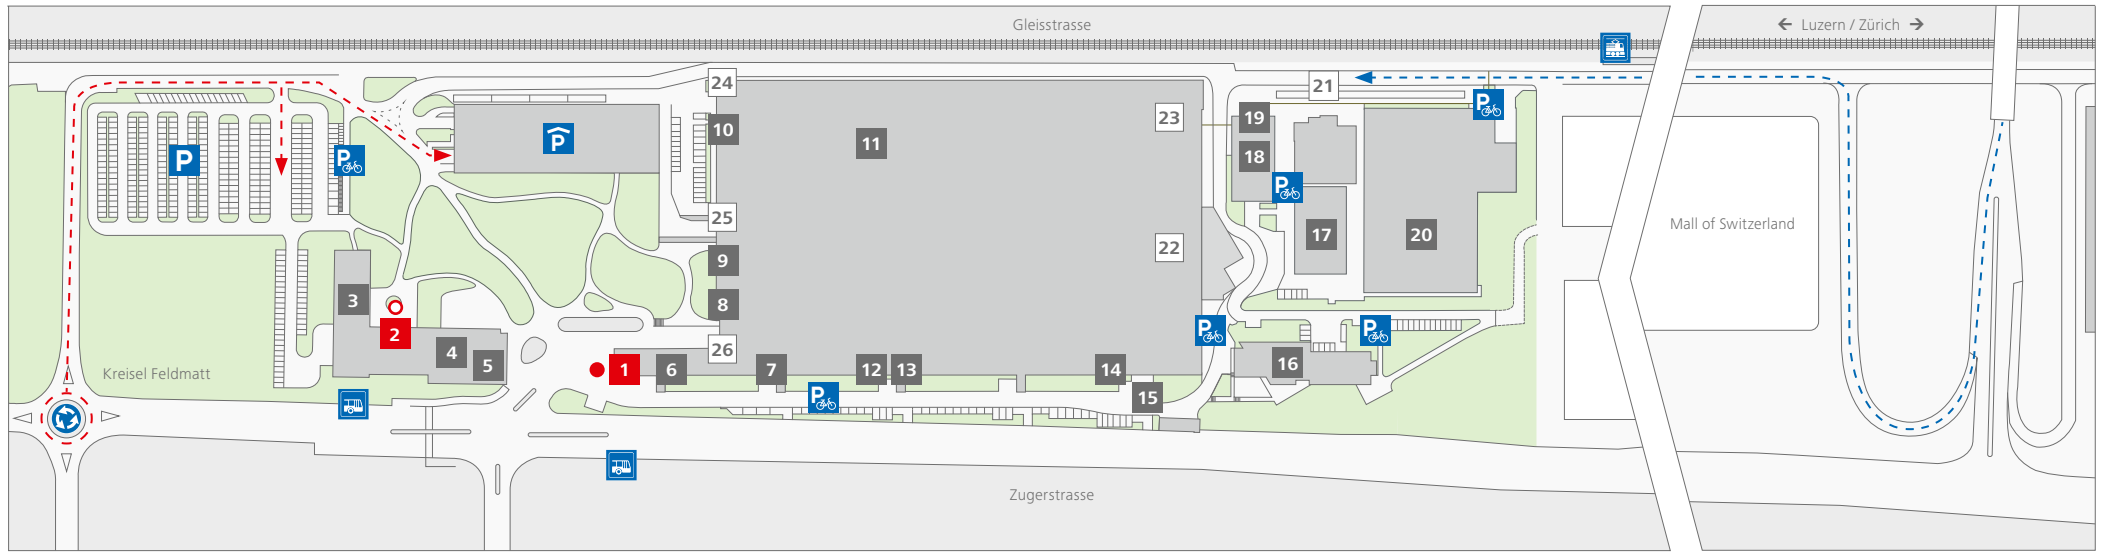 Gleisstrasse
← Luzern / Zürich →
24
21
P
23
19
10
P
11
18
P
P
P
25
17
20
22
9
3
8
2
P
P
26
4
5
16
Mall of Switzerland
Kreisel Feldmatt
1
6
7
12
13
14
P
15
Zugerstrasse